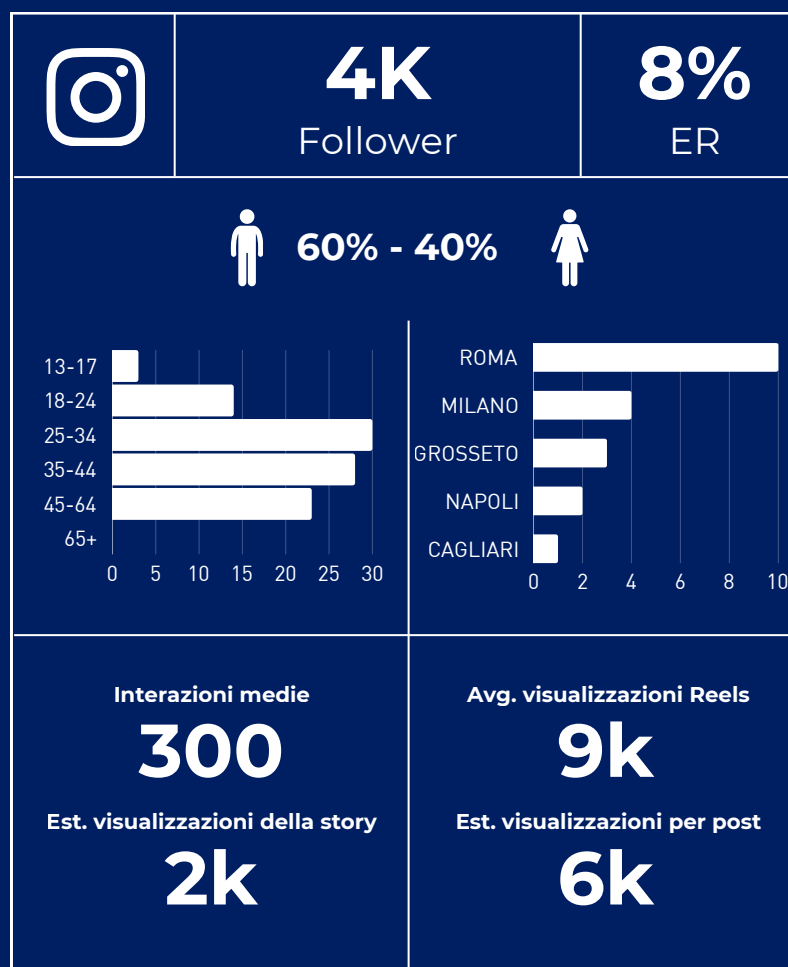 4K
Follower
8%
ER
60% - 40%
13-17
18-24
25-34
35-44
45-64
65+
0 5 10 15 20 25 30
ROMA
MILANO
GROSSETO
NAPOLI
CAGLIARI
0 2 4 6 8 10
Interazioni medie
300
Est. visualizzazioni della story
2k
Avg. visualizzazioni Reels
9k
Est. visualizzazioni per post
6k